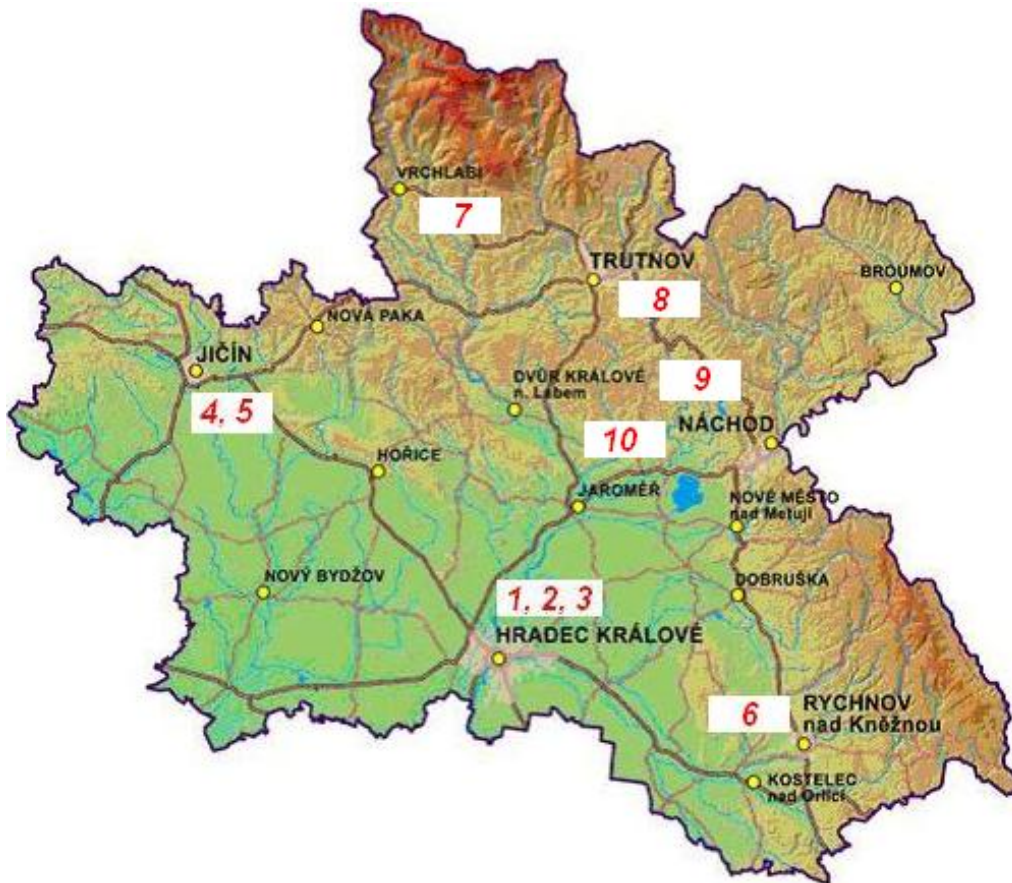 VRCHLABI
7
TRUTNOV
8
BROUMOV
NOVÁ PAKA
JIČÍN
4, 5
DVŮR KRÁLOVÉ
n. Labem
9
10
NÁCHOD
HOŘICE
JAROMĚŘ
NOVÉ MĚSTO
nad Metují
NOVÝ BYDŽOV
DOBRUŠKA
1, 2, 3
HRADEC KRÁLOVÉ
6
RYCHNOV
nad Kněžnou
KOSTELEC
nad Orlicí